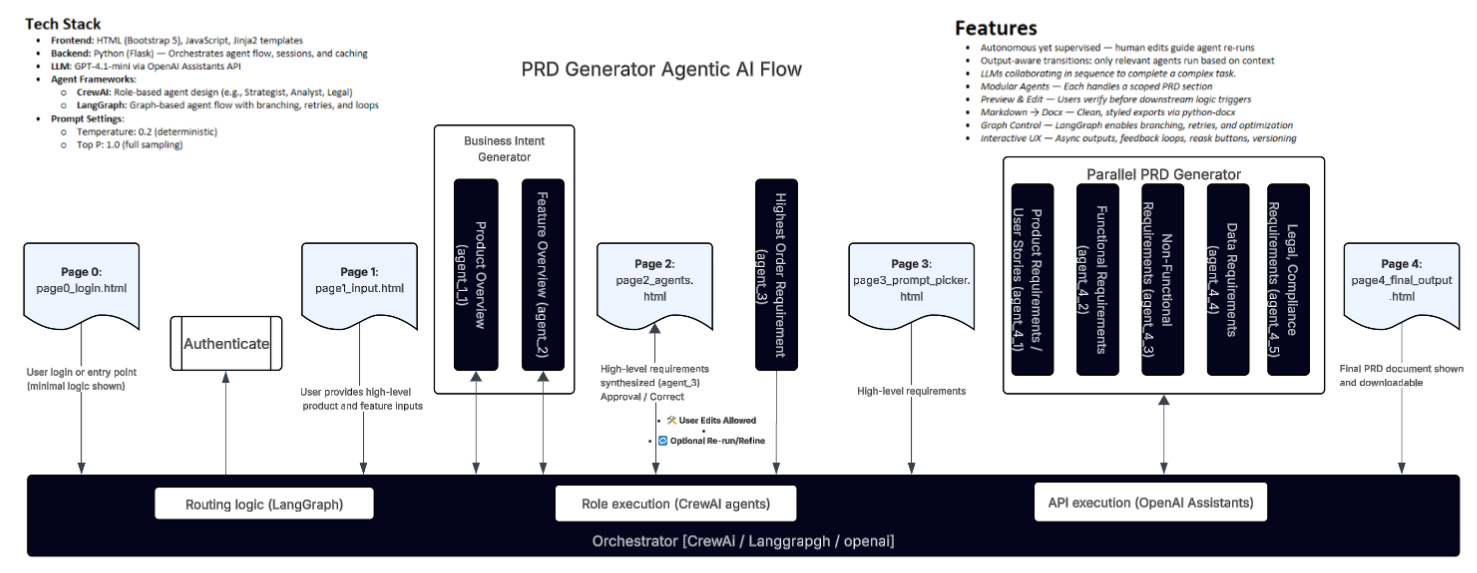 Tech Stack
• Frontend: HTML (Bootstrap 5), JavaScript, Jinja2 templates
• Backend: Python (Flask) — Orchestrates agent flow, sessions, and caching
• LLM: GPT-4.1-mini via OpenAI Assistants API
• Agent Frameworks:
o CrewAI: Role-based agent design (e.g., Strategist, Analyst, Legal)
o LangGraph: Graph-based agent flow with branching, retries, and loops
• Prompt Settings:
o Temperature: 0.2 (deterministic)
o Top P: 1.0 (full sampling)
PRD Generator Agentic AI Flow
Features
• Autonomous yet supervised — human edits guide agent re-runs
• Output-aware transitions: only relevant agents run based on context
• LLMs collaborating in sequence to complete a complex task.
• Modular Agents — Each handles a scoped PRD section
• Preview & Edit — Users verify before downstream logic triggers
• Markdown → Docx — Clean, styled exports via python-docx
• Graph Control — LangGraph enables branching, retries, and optimization
• Interactive UX — Async outputs, feedback loops, reask buttons, versioning
Page 0:
page0_login.html
User login or entry point
(minimal logic shown)
Authenticate
Page 1:
page1_input.html
User provides high-level
product and feature inputs
Business Intent
Generator
Product Overview
(agent_1_1)
Feature Overview (agent_2)
Page 2:
page2_agents.
html
High-level requirements
synthesized (agent_3)
Approval / Correct
• 🛠 User Edits Allowed
•
• 🔄 Optional Re-run/Refine
Highest Order Requirement
(agent_3)
Page 3:
page3_prompt_picker.
html
High-level requirements
Parallel PRD Generator
Product Requirements /
User Stories (agent_4_1)
Functional Requirements
(agent_4_2)
Non-Functional
Requirements (agent_4_3)
Data Requirements
(agent_4_4)
Legal, Compliance
Requirements (agent_4_5)
Page 4:
page4_final_output
.html
Final PRD document shown
and downloadable
Routing logic (LangGraph)
Role execution (CrewAI agents)
API execution (OpenAI Assistants)
Orchestrator [CrewAi / Langgrapgh / openai]